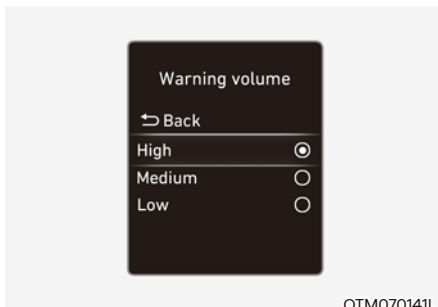 Warning volume
Back
High
Medium
Low
OTM070141L